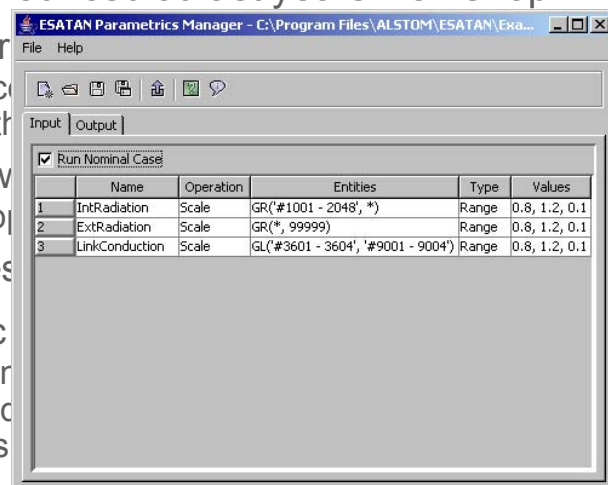 ESATAN Parametrics Manager - C:\Program Files\ALSTOM\ESATAN\Exa...
File Help
Input Output
Run Nominal Case
Name Operation Entities Type Values
1 IntRadiation Scale GR('#1001 - 2048', *) Range 0.8, 1.2, 0.1
2 ExtRadiation Scale GR(*, 99999) Range 0.8, 1.2, 0.1
3 LinkConduction Scale GL('#3601 - 3604', '#9001 - 9004') Range 0.8, 1.2, 0.1